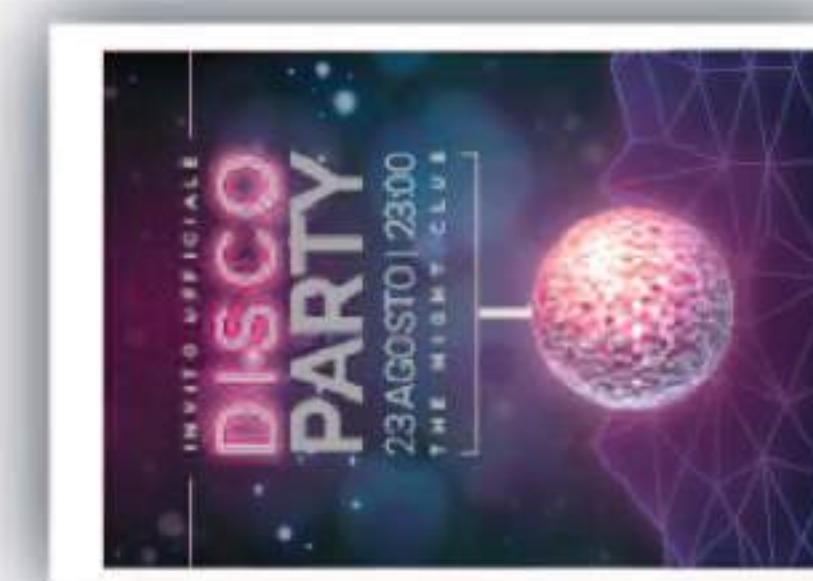 INVITO UFFICIALE
DISCO
PARTY
23 AGOSTO | 23:00
THE NIGHT CLUB